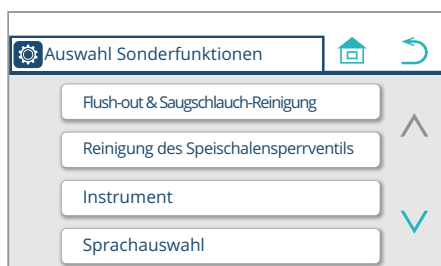 Auswahl Sonderfunktionen
Flush-out & Saugschlauch-Reinigung
Reinigung des Speischalensperrventils
Instrument
Sprachauswahl